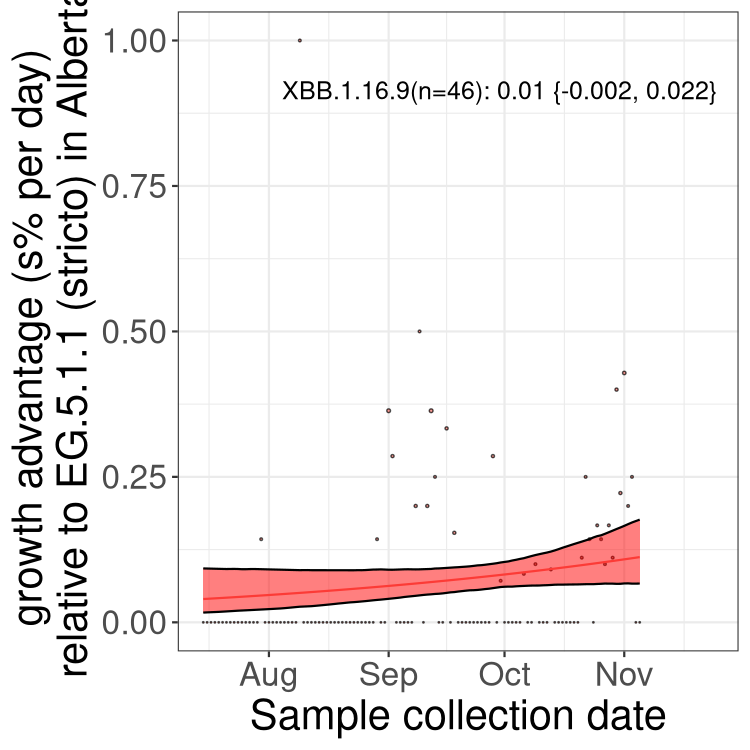 growth advantage (s% per day)
relative to EG.5.1.1 (stricto) in Alberta
1.00
XBB.1.16.9(n=46): 0.01 {-0.002, 0.022}
0.75
0.50
0.25
0.00
Aug Sep Oct Nov
Sample collection date